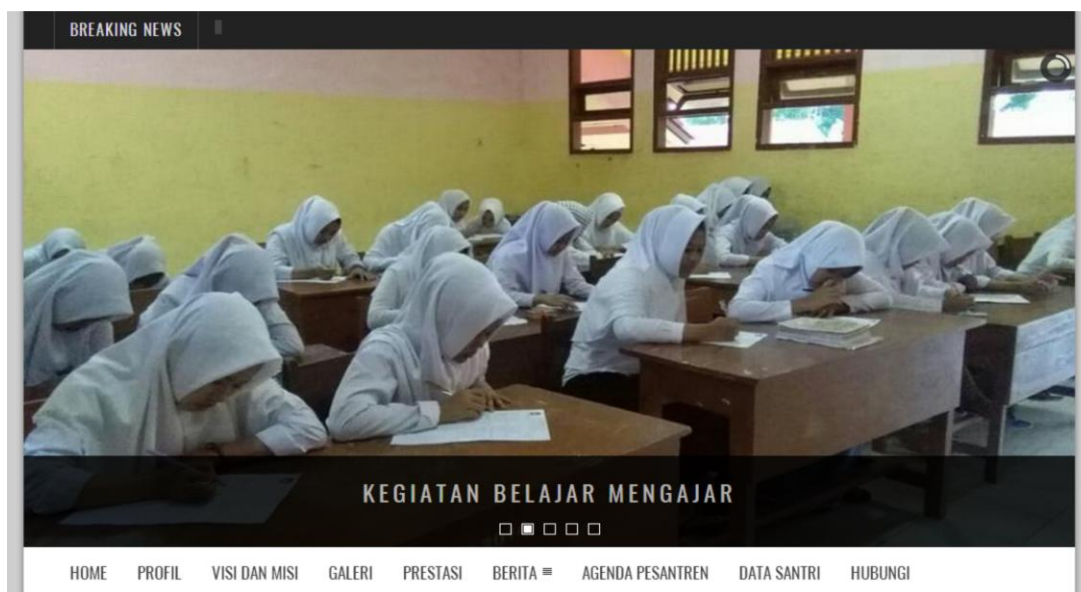 BREAKING NEWS
KEGIATAN BELAJAR MENGAJAR
HOME PROFIL VISI DAN MISI GALERI PRESTASI BERITA ≡ AGENDA PESANTREN DATA SANTRI HUBUNGI